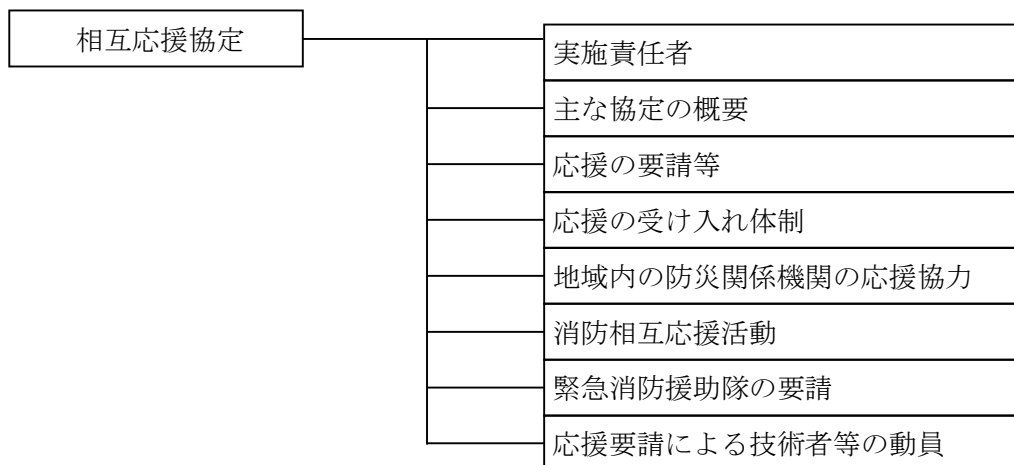 相互応援協定
実施責任者
主な協定の概要
応援の要請等
応援の受け入れ体制
地域内の防災関係機関の応援協力
消防相互応援活動
緊急消防援助隊の要請
応援要請による技術者等の動員